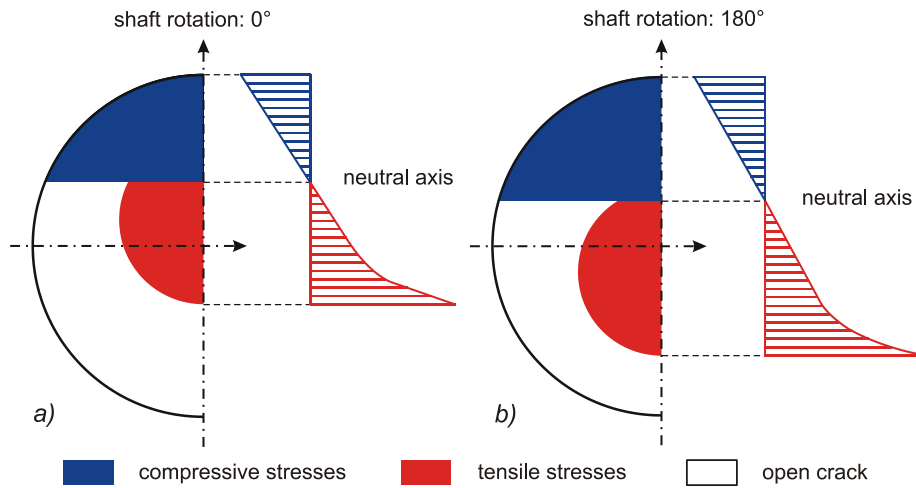 shaft rotation: 0°
shaft rotation: 180°
neutral axis
neutral axis
a)
b)
compressive stresses
tensile stresses
open crack